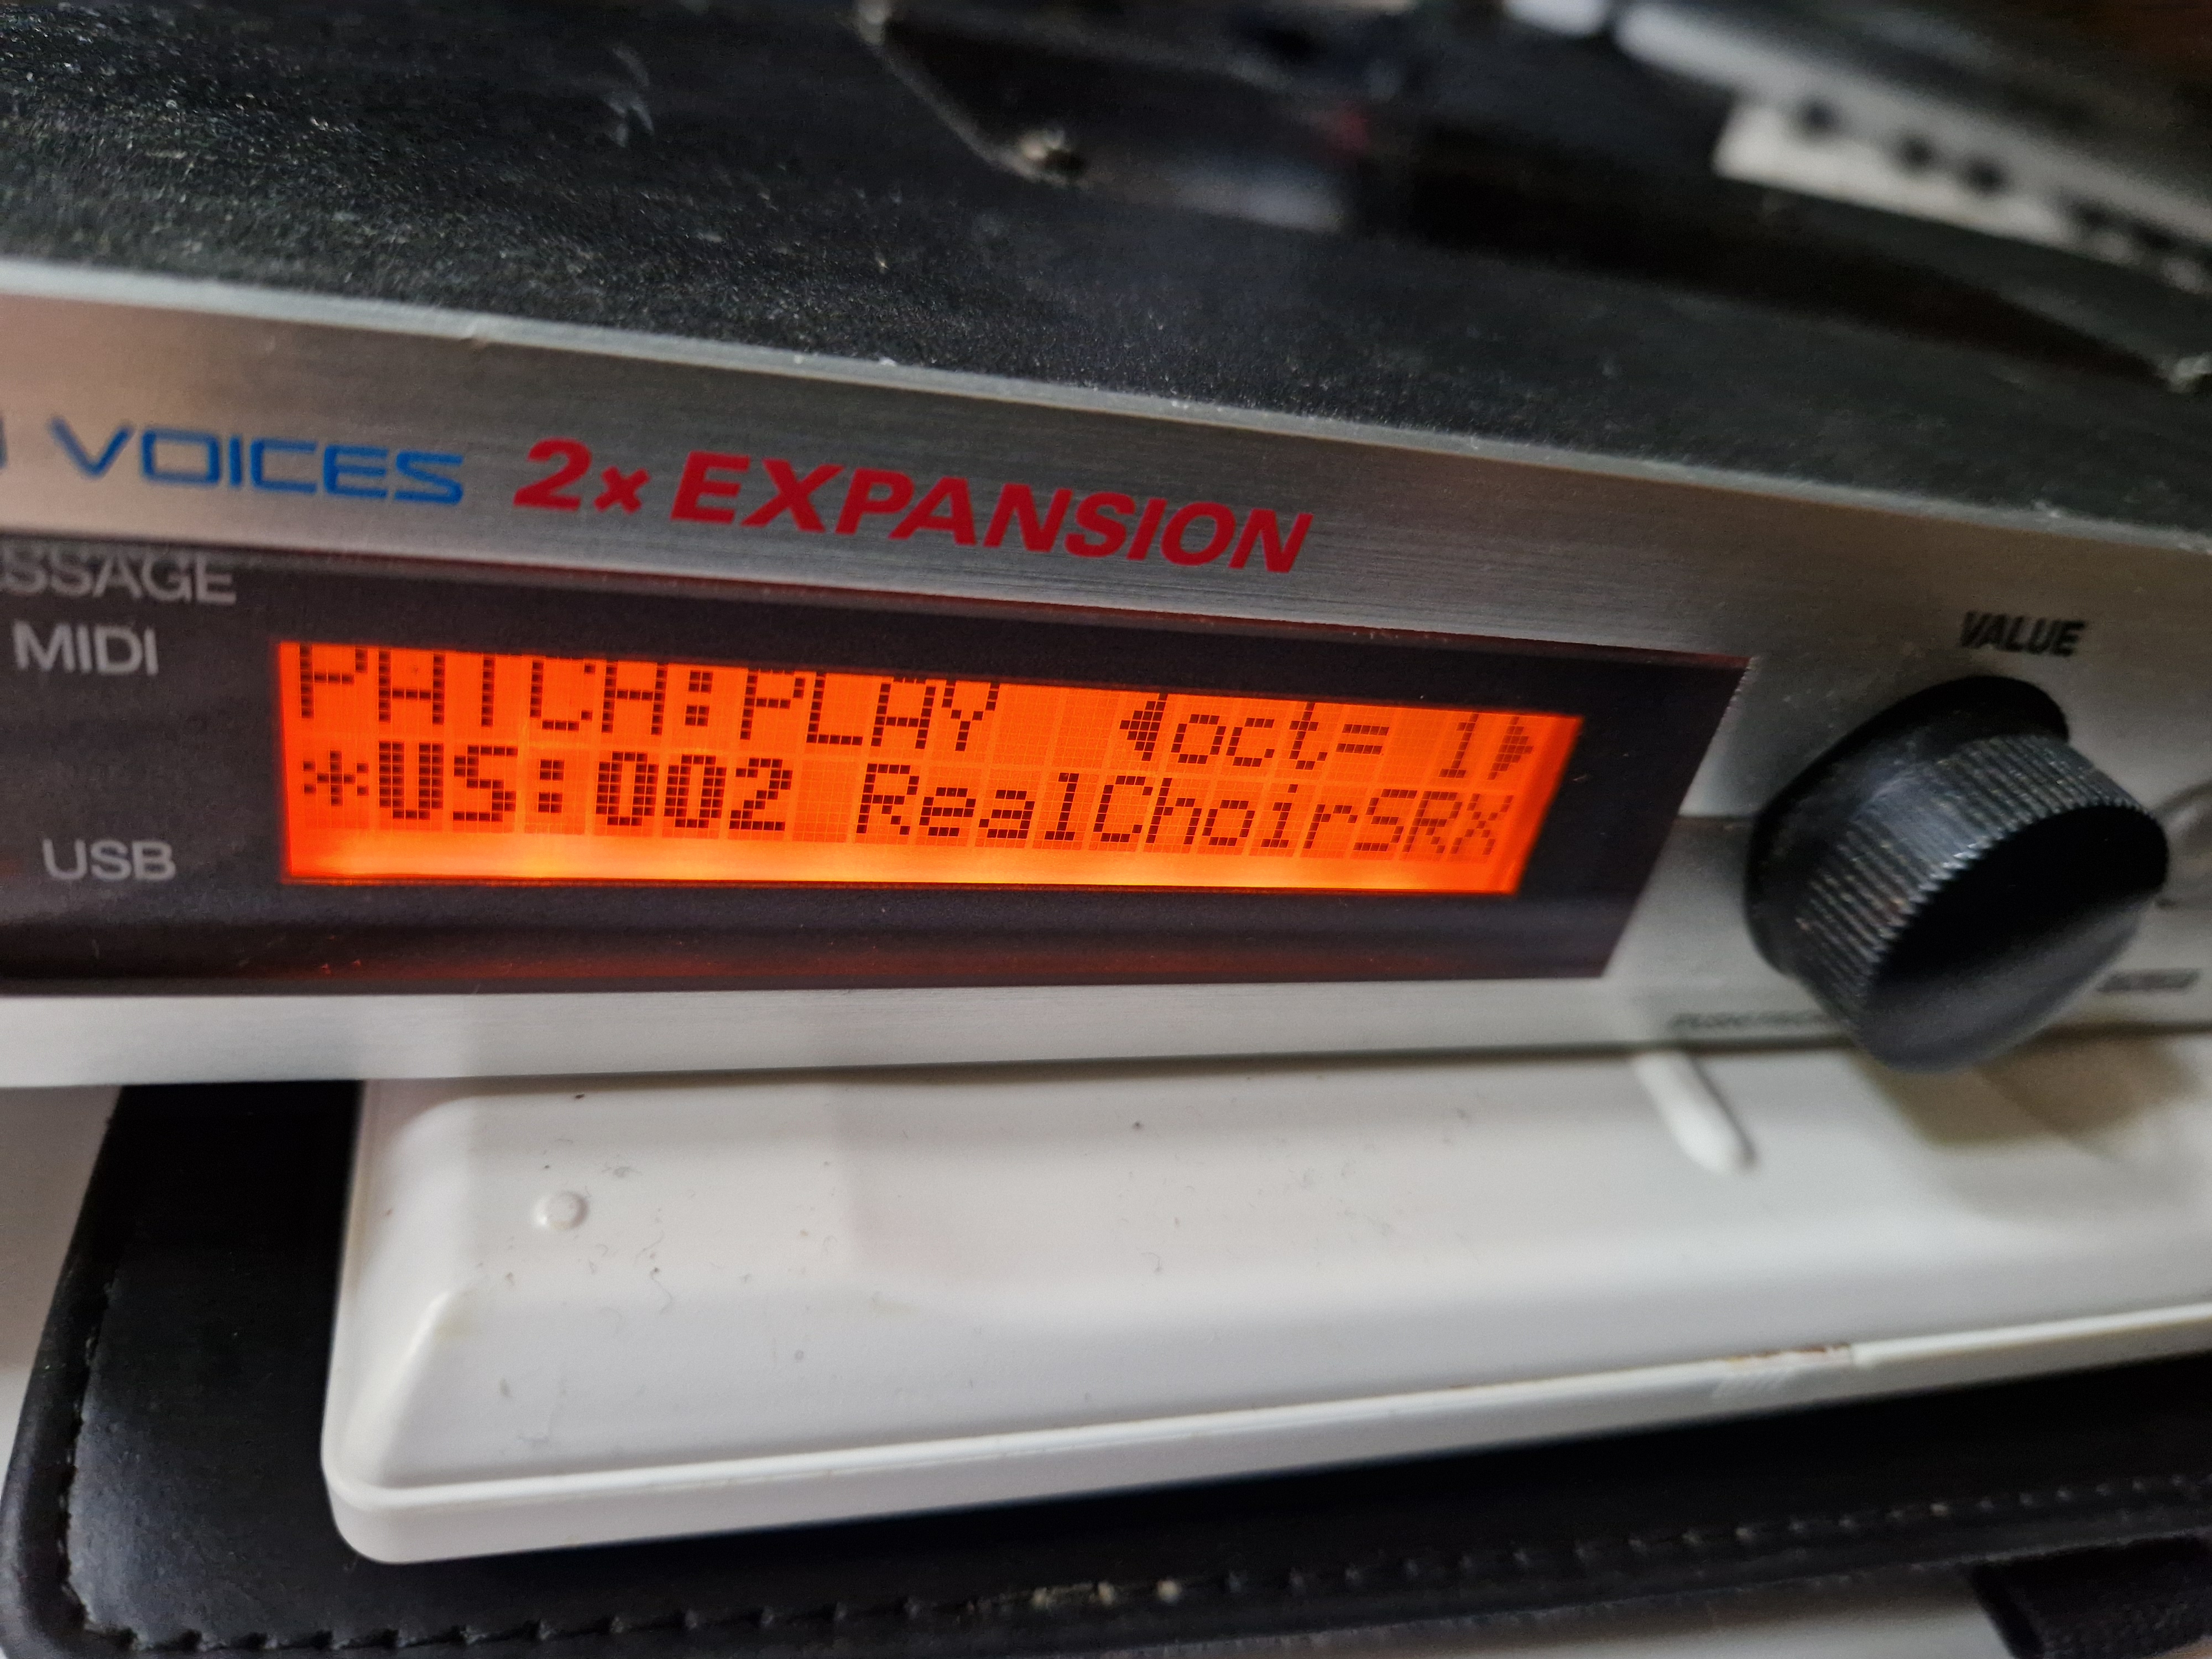 VOICES 2x EXPANSION
SSAGE
MIDI
USB
PATCH:PLAY ◀oct= 1▶
*US:002 RealChoirSRX
VALUE